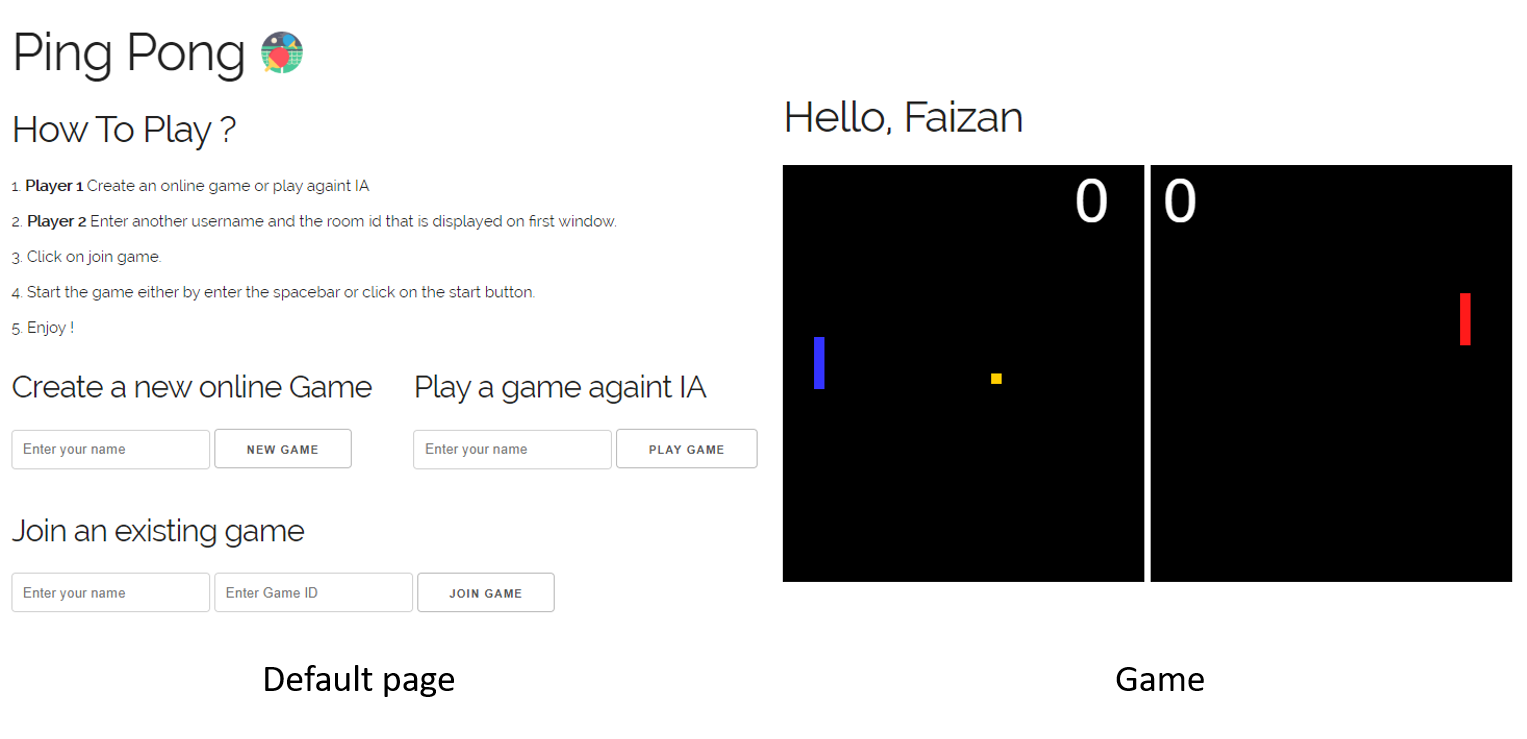 Ping Pong
How To Play ?
1. Player 1 Create an online game or play againt IA
2. Player 2 Enter another username and the room id that is displayed on first window.
3. Click on join game.
4. Start the game either by enter the spacebar or click on the start button.
5. Enjoy !
Create a new online Game
Enter your name
NEW GAME
Play a game againt IA
Enter your name
PLAY GAME
Join an existing game
Enter your name
Enter Game ID
JOIN GAME
Default page
Hello, Faizan
0 0
Game